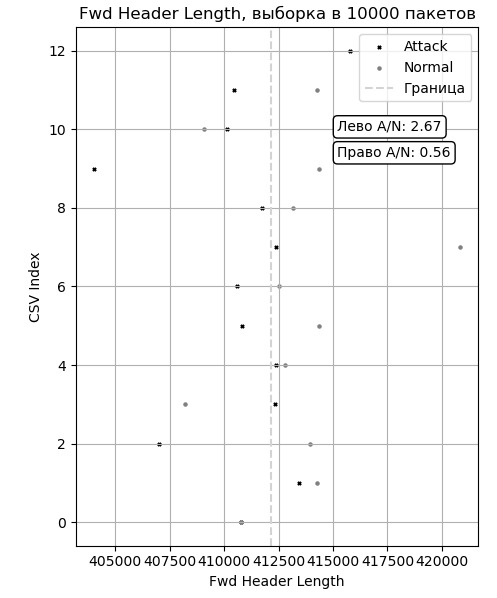 Fwd Header Length, выборка в 10000 пакетов
Attack
Normal
Граница
Лево A/N: 2.67
Право A/N: 0.56
12
10
8
6
4
2
0
CSV Index
405000 407500 410000 412500 415000 417500 420000
Fwd Header Length